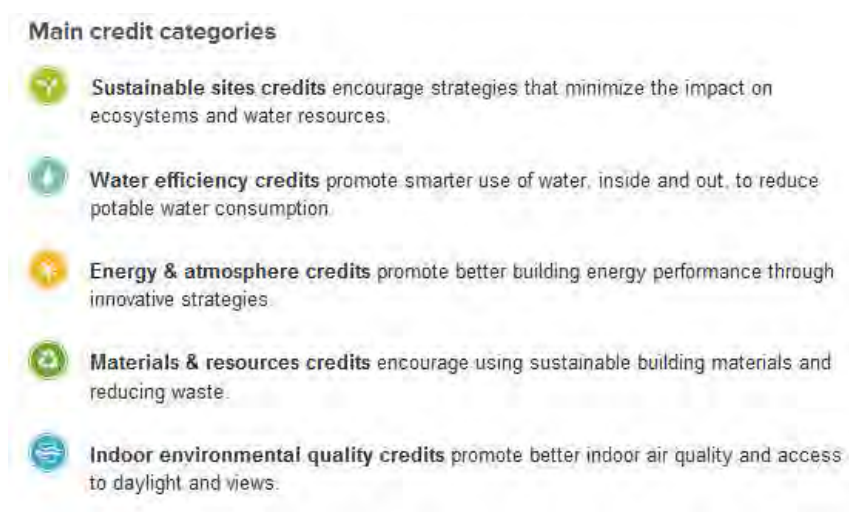 Main credit categories
Sustainable sites credits encourage strategies that minimize the impact on
ecosystems and water resources.
Water efficiency credits promote smarter use of water, inside and out, to reduce
potable water consumption.
Energy & atmosphere credits promote better building energy performance through
innovative strategies.
Materials & resources credits encourage using sustainable building materials and
reducing waste.
Indoor environmental quality credits promote better indoor air quality and access
to daylight and views.